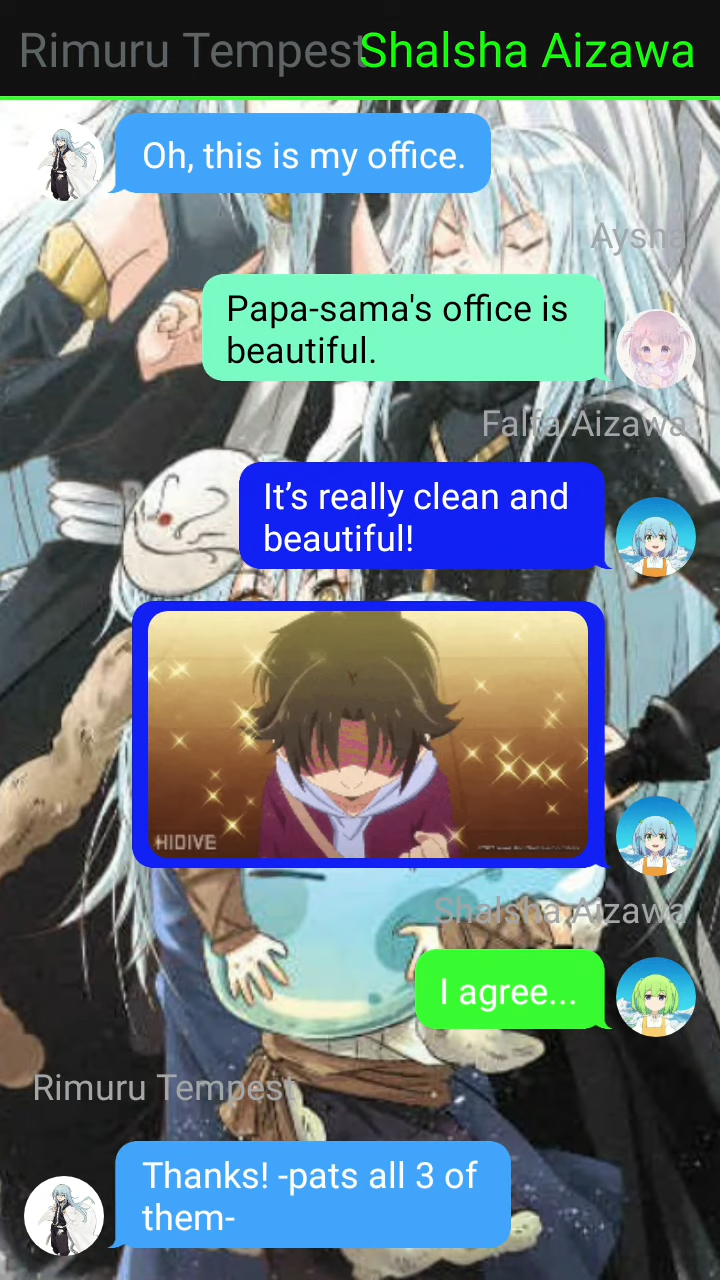 Rimuru Tempest Shalsha Aizawa
Oh, this is my office.
Aysha
Papa-sama's office is
beautiful.
Falfa Aizawa
It’s really clean and
beautiful!
HIDIVE
Shalsha Aizawa
I agree...
Rimuru Tempest
Thanks! -pats all 3 of
them-